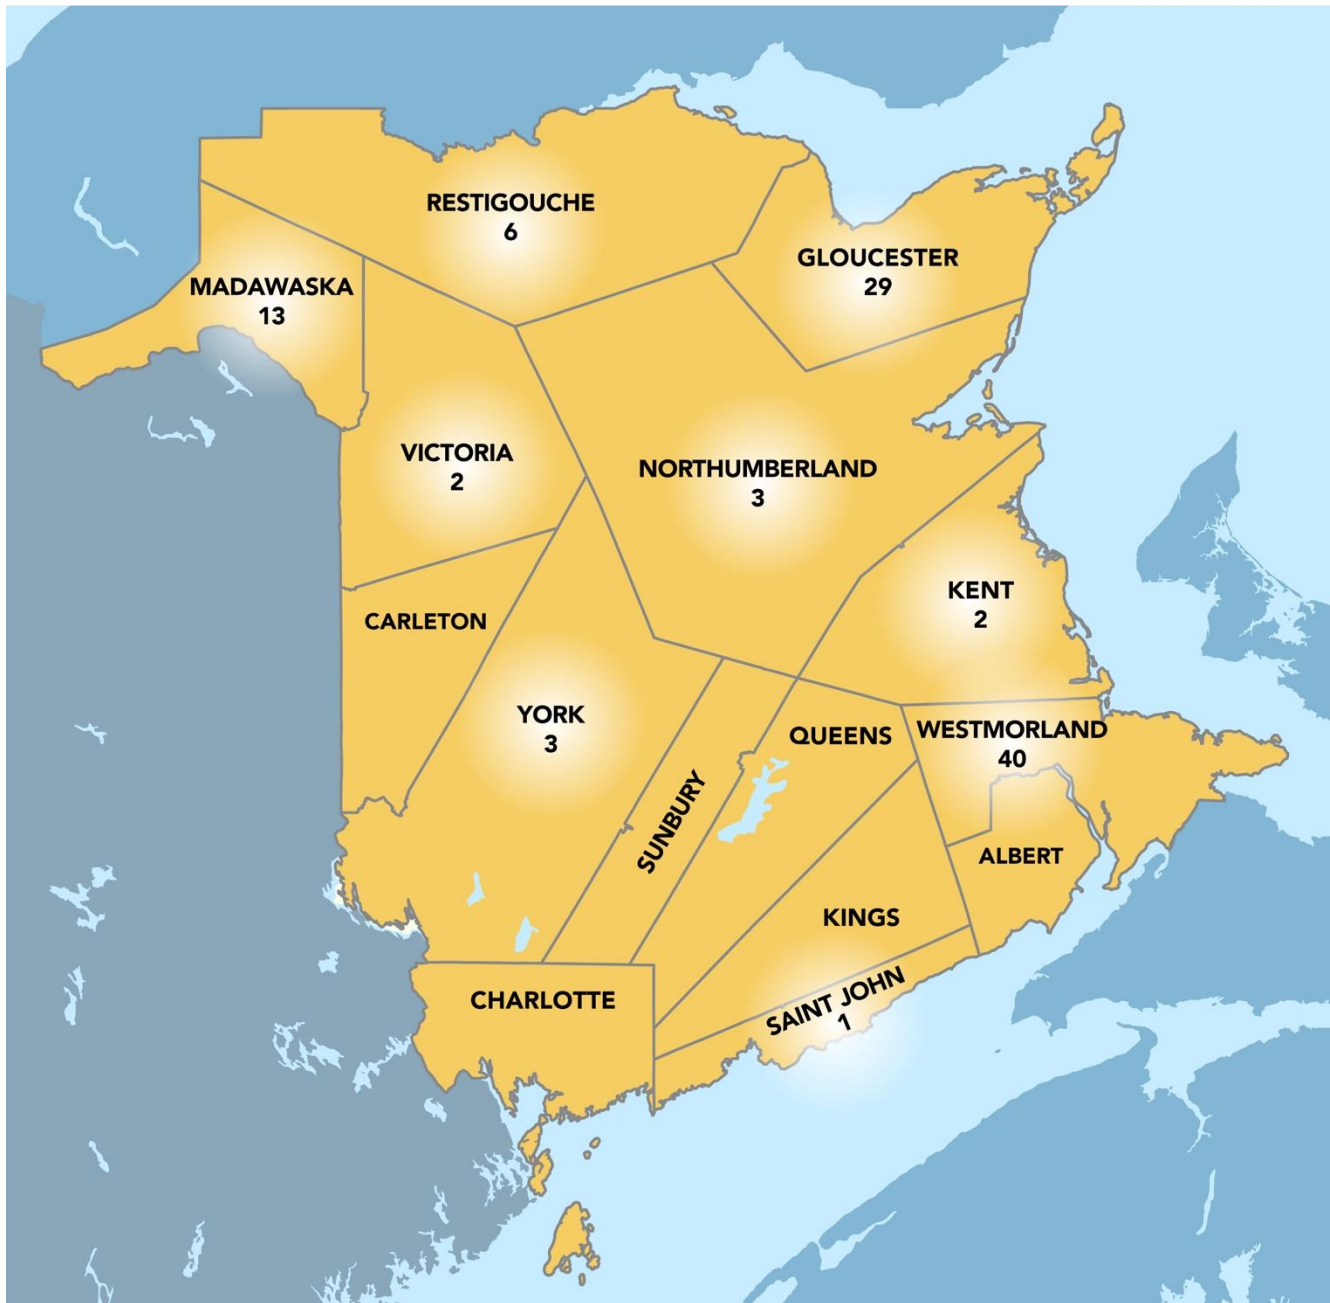 RESTIGOUCHE
6
GLOUCESTER
29
MADAWASKA
13
VICTORIA
2
NORTHUMBERLAND
3
KENT
2
CARLETON
YORK
3
WESTMORLAND
40
QUEENS
SUNBURY
ALBERT
KINGS
CHARLOTTE
SAINT JOHN
1